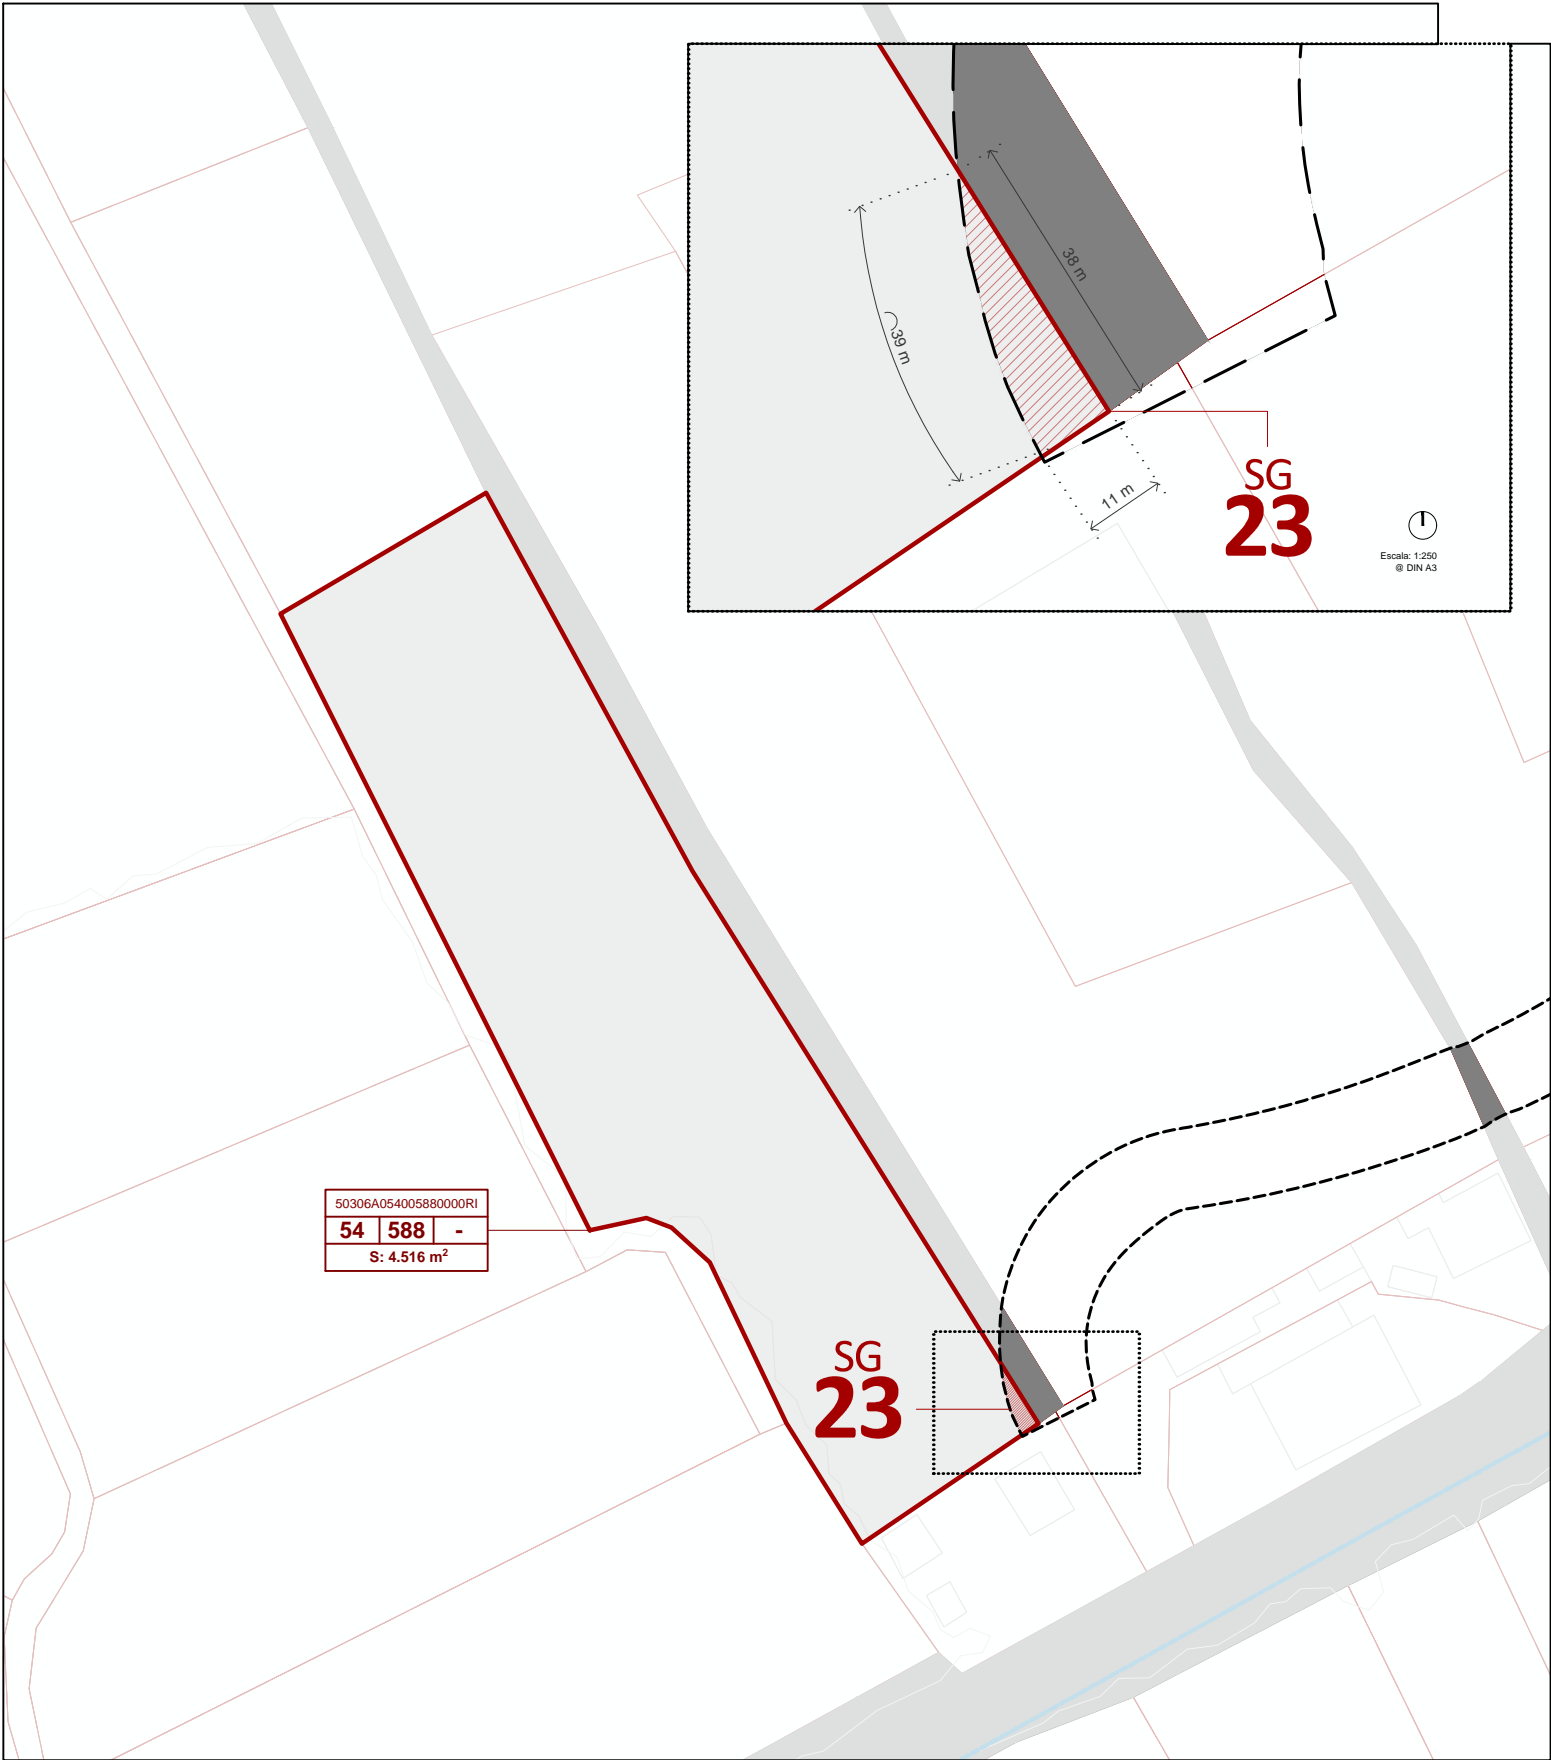 38 m
39 m
11 m
SG
23
Escala: 1:250
@ DIN A3
50306A054005880000RI
54 588 -
S: 4.516 m²
SG
23